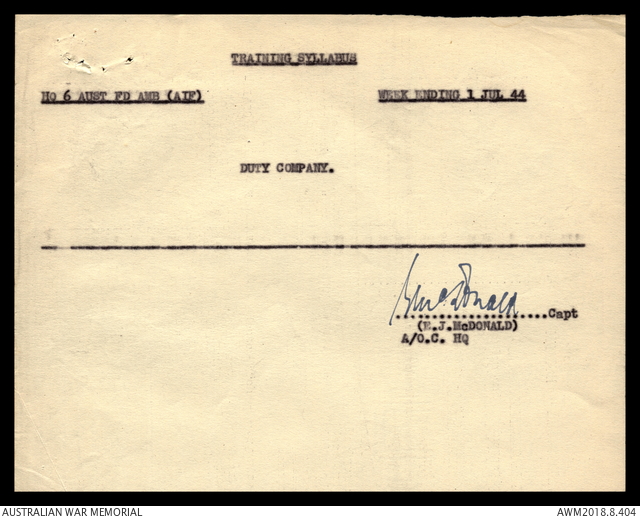 TRAINING SYLLABUS
HQ 6 AUST FD AMB (AIF) WEEK ENDING 1 JUL 44
DUTY COMPANY.
EJMcDonald
....................Capt
(E.J.McDONALD)
A/O.C. HQ
AUSTRALIAN WAR MEMORIAL AWM2018.8.404